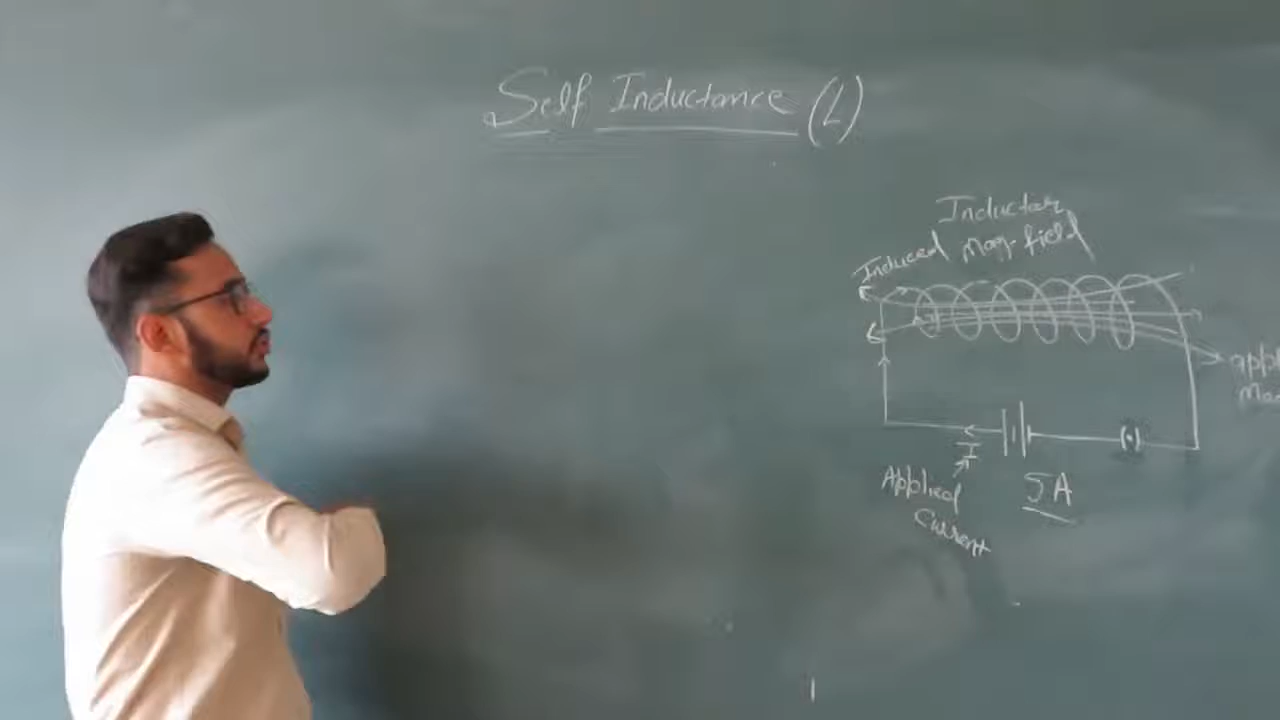 Self Inductance (L)
Inductor
Induced Mag. field
I
Applied
Current
5A